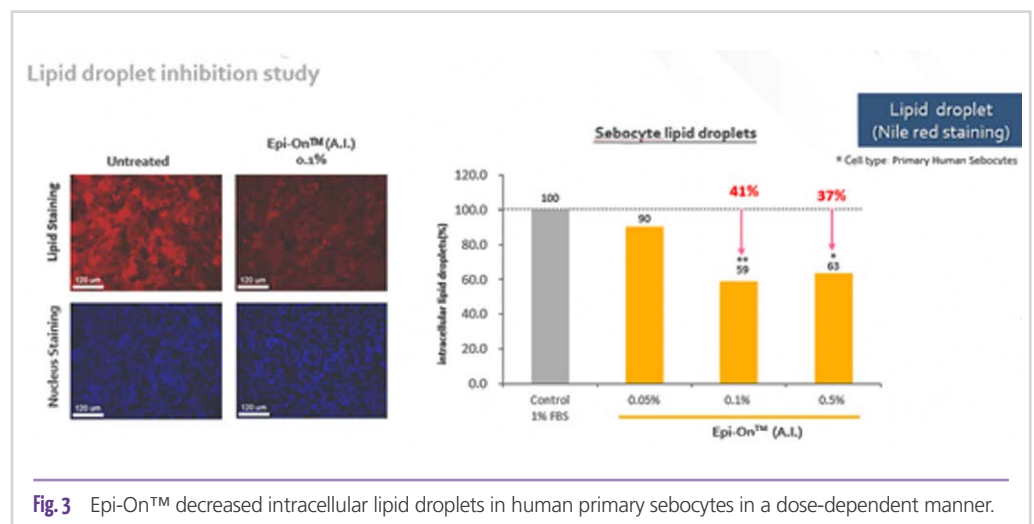 Lipid droplet inhibition study
Lipid droplet
(Nile red staining)
* Cell type: Primary Human Sebocytes
Untreated
Epi-On™ (A.I.)
0.1%
Lipid Staining
120 um
120 um
Nucleus Staining
120 um
120 um
Sebocyte lipid droplets
intracellular lipid droplets(%)
120.0
100.0
80.0
60.0
40.0
20.0
0.0
100
90
41%
**
59
37%
*
63
Control
1% FBS
0.05%
0.1%
0.5%
Epi-On™ (A.I.)
Fig. 3 Epi-On™ decreased intracellular lipid droplets in human primary sebocytes in a dose-dependent manner.